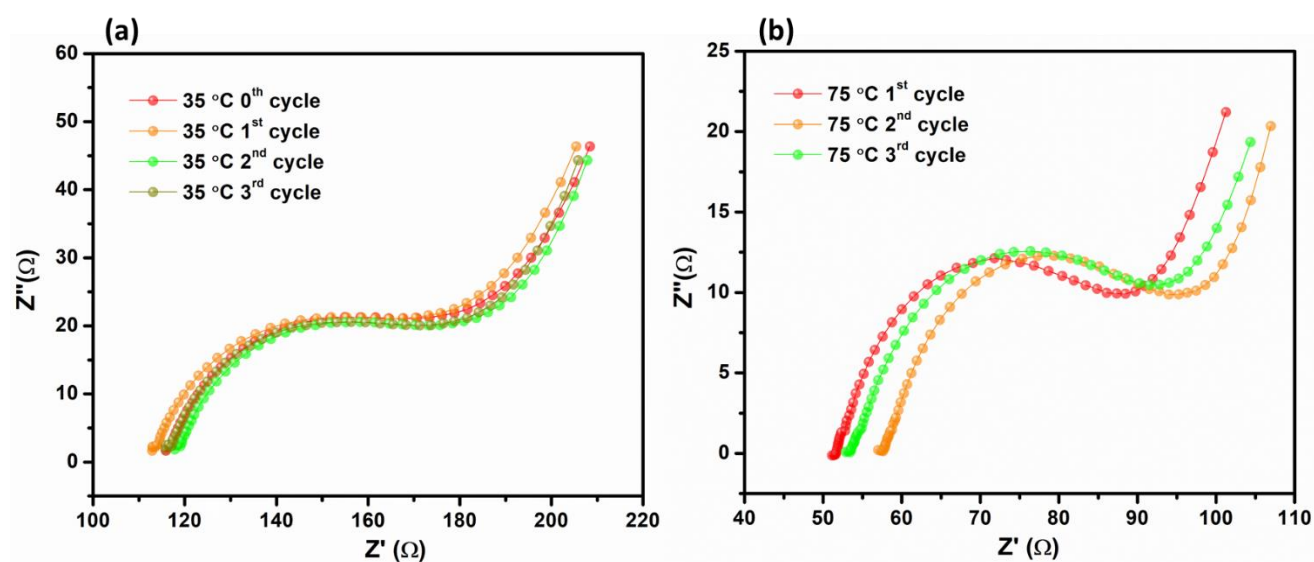 (a)
60
50
40
30
20
10
0
Z''(Ω)
35 °C 0th cycle
35 °C 1st cycle
35 °C 2nd cycle
35 °C 3rd cycle
100 120 140 160 180 200 220
Z' (Ω)
(b)
25
20
15
10
5
0
Z''(Ω)
75 °C 1st cycle
75 °C 2nd cycle
75 °C 3rd cycle
40 50 60 70 80 90 100 110
Z' (Ω)